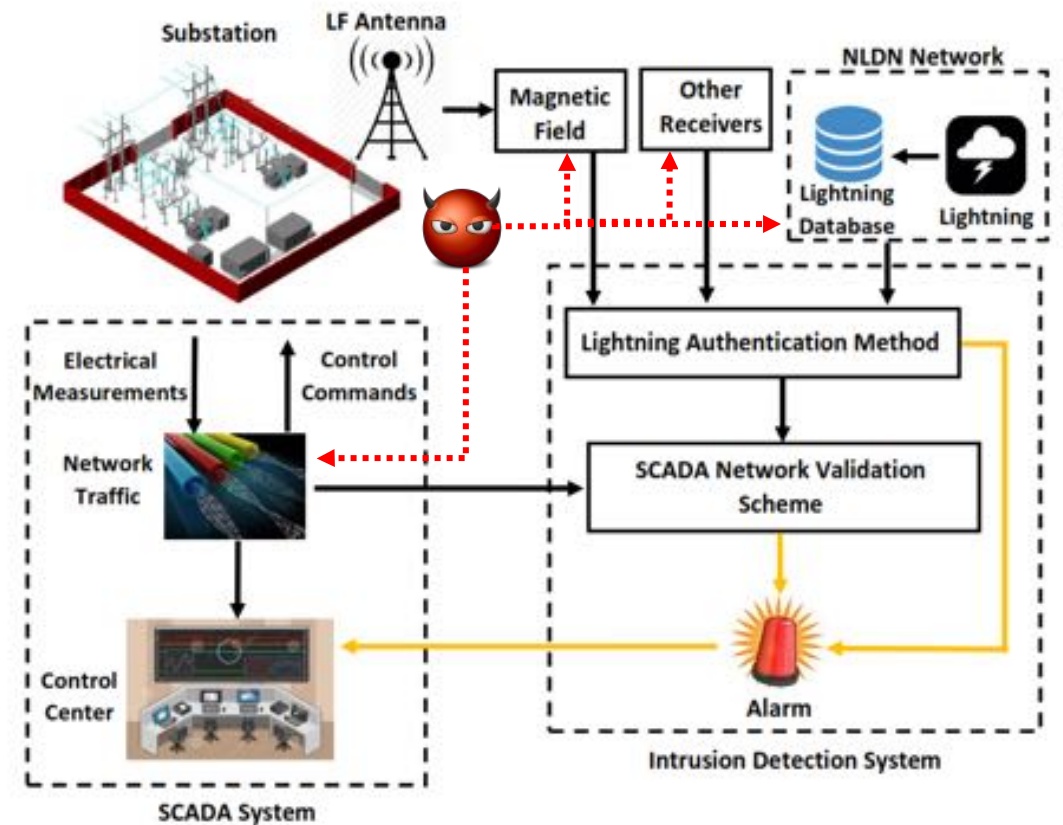 Substation
LF Antenna
NLDN Network
Magnetic
Field
Other
Receivers
Lightning
Database
Lightning
Electrical
Measurements
Control
Commands
Lightning Authentication Method
Network
Traffic
SCADA Network Validation
Scheme
Control
Center
Alarm
Intrusion Detection System
SCADA System